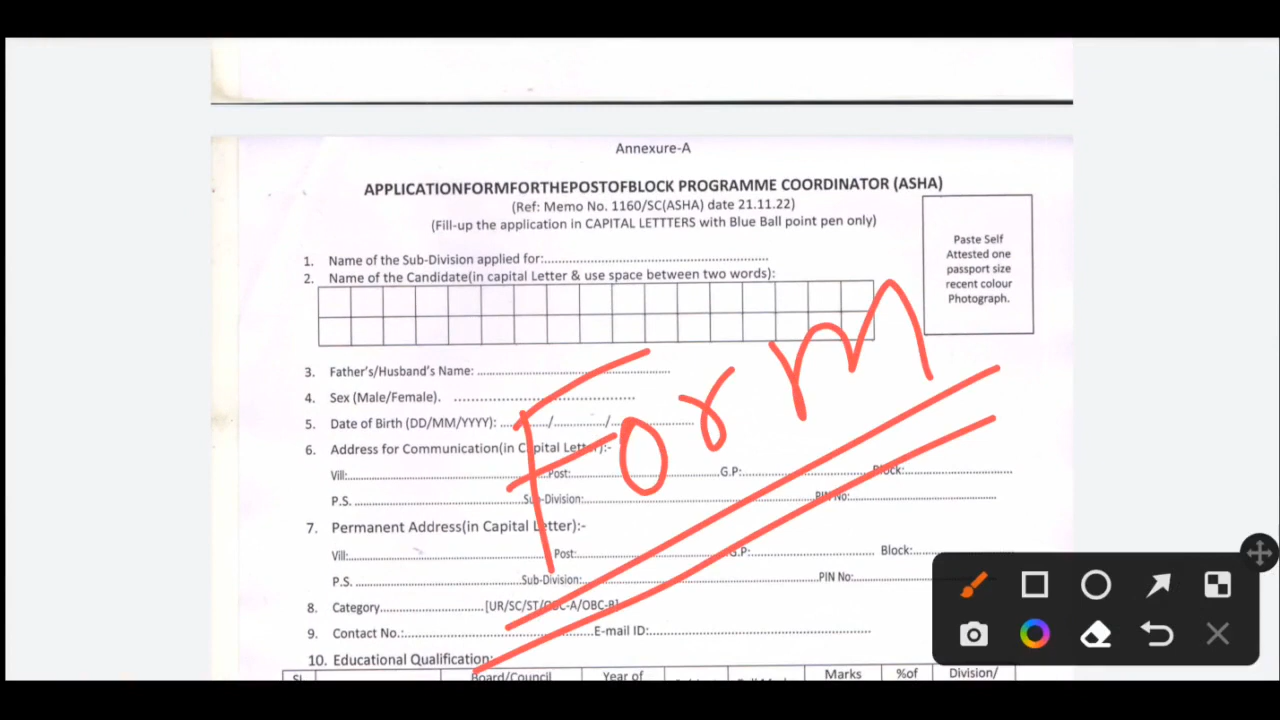 Annexure-A
APPLICATIONFORMFORTHEPOSTOFBLOCK PROGRAMME COORDINATOR (ASHA)
(Ref: Memo No. 1160/SC(ASHA) date 21.11.22)
(Fill-up the application in CAPITAL LETTTERS with Blue Ball point pen only)
Paste Self
Attested one
passport size
recent colour
Photograph.
1. Name of the Sub-Division applied for:..............................................................
2. Name of the Candidate(in capital Letter & use space between two words):
3. Father's/Husband's Name: ......................................................
4. Sex (Male/Female). ..................................................
5. Date of Birth (DD/MM/YYYY): ............/............../.....................
6. Address for Communication(in Capital Letter):-
Vill:....................................................Post:......................................G.P:...................................Block:............................
P.S. ..........................................Sub-Division:..........................................................PIN No:......................................
7. Permanent Address(in Capital Letter):-
Vill:.................................................... Post:......................................G.P:................................. Block:.............................
P.S. ..........................................Sub-Division:..........................................................PIN No:......................................
8. Category..........................[UR/SC/ST/OBC-A/OBC-B]
9. Contact No.:................................................E-mail ID:.........................................................
10. Educational Qualification:
Form
Sl. Board/Council Year of Marks %of Division/